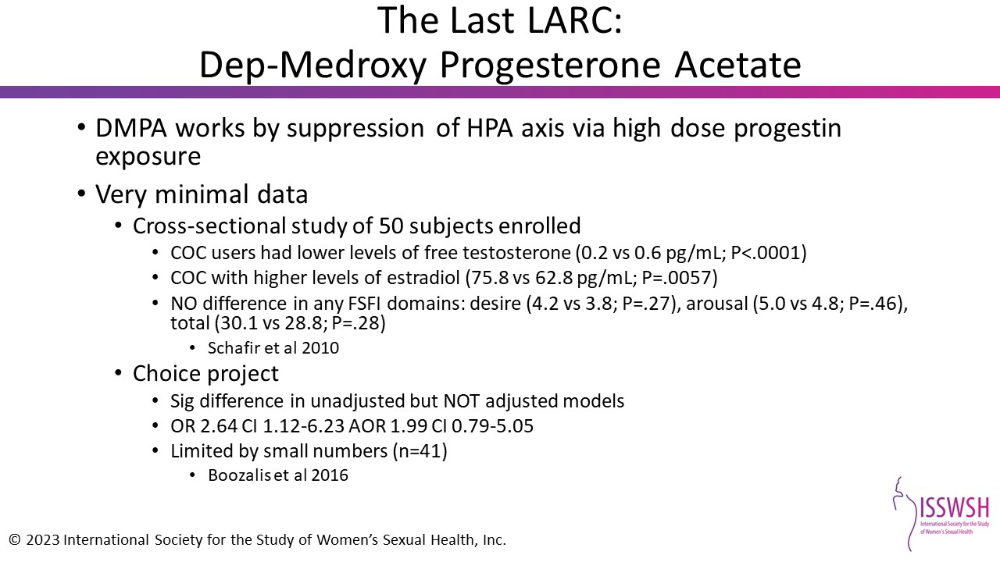 The Last LARC:
Dep-Medroxy Progesterone Acetate
• DMPA works by suppression of HPA axis via high dose progestin
exposure
• Very minimal data
• Cross-sectional study of 50 subjects enrolled
• COC users had lower levels of free testosterone (0.2 vs 0.6 pg/mL; P<.0001)
• COC with higher levels of estradiol (75.8 vs 62.8 pg/mL; P=.0057)
• NO difference in any FSFI domains: desire (4.2 vs 3.8; P=.27), arousal (5.0 vs 4.8; P=.46),
total (30.1 vs 28.8; P=.28)
• Schafir et al 2010
• Choice project
• Sig difference in unadjusted but NOT adjusted models
• OR 2.64 CI 1.12-6.23 AOR 1.99 CI 0.79-5.05
• Limited by small numbers (n=41)
• Boozalis et al 2016
ISSWSH
International Society for the Study
of Women's Sexual Health
© 2023 International Society for the Study of Women's Sexual Health, Inc.